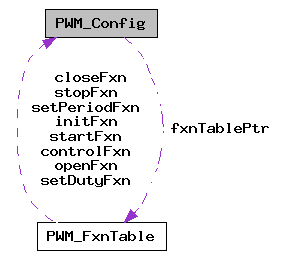 PWM_Config
closeFxn
stopFxn
setPeriodFxn
initFxn
startFxn
controlFxn
openFxn
setDutyFxn
fxnTablePtr
PWM_FxnTable